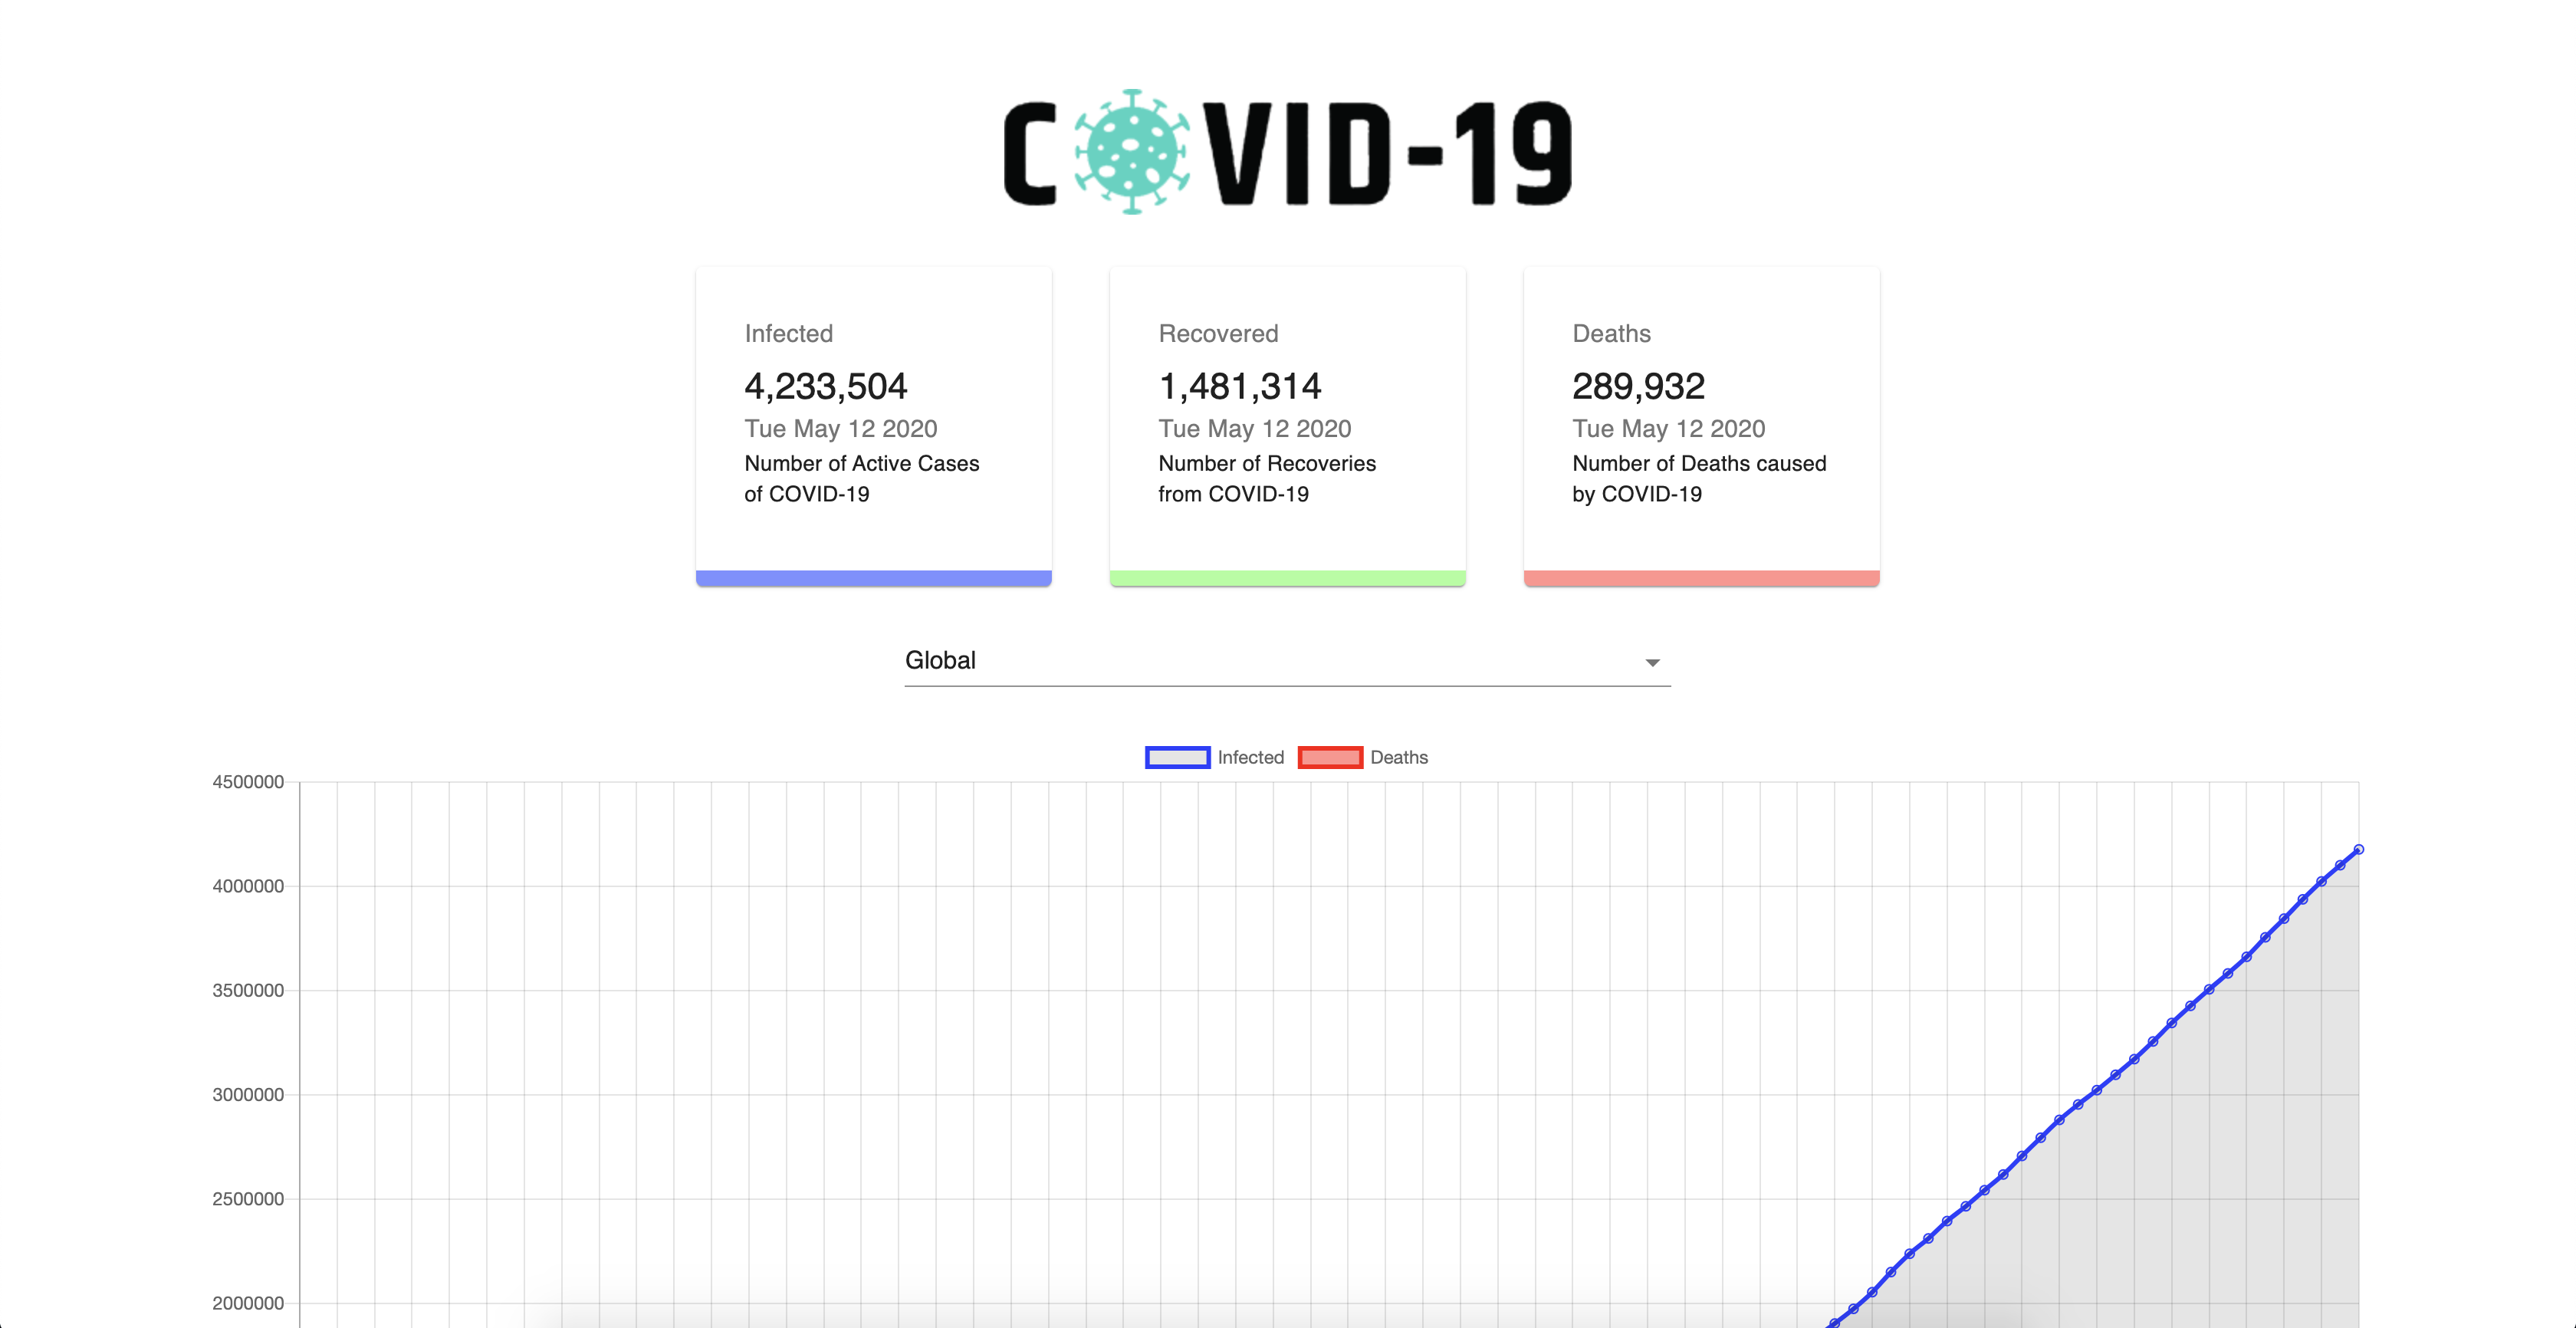 COVID-19
Infected
4,233,504
Tue May 12 2020
Number of Active Cases
of COVID-19
Recovered
1,481,314
Tue May 12 2020
Number of Recoveries
from COVID-19
Deaths
289,932
Tue May 12 2020
Number of Deaths caused
by COVID-19
Global
Infected
Deaths
4500000
4000000
3500000
3000000
2500000
2000000